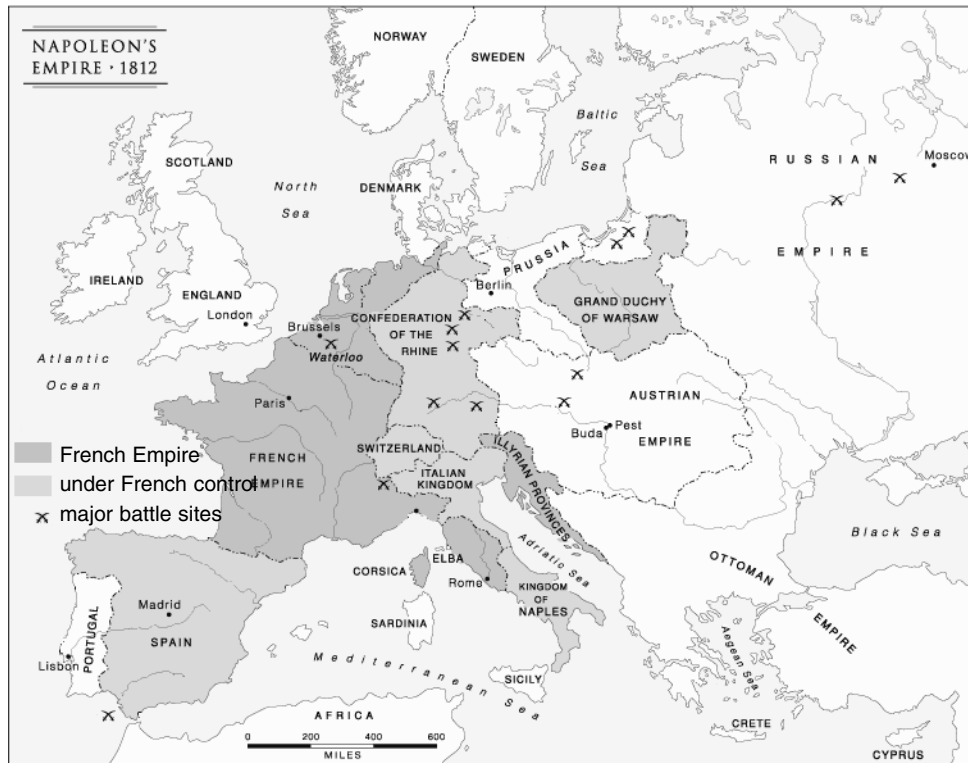 NAPOLEON'S
EMPIRE · 1812
NORWAY
SWEDEN
Baltic
Sea
RUSSIAN
EMPIRE
Moscow
SCOTLAND
North
Sea
DENMARK
IRELAND
ENGLAND
London
PRUSSIA
Berlin
GRAND DUCHY
OF WARSAW
CONFEDERATION
OF THE
RHINE
Brussels
Waterloo
Atlantic
Ocean
Paris
AUSTRIAN
EMPIRE
Buda
Pest
French Empire
under French control
major battle sites
FRENCH
EMPIRE
SWITZERLAND
ITALIAN
KINGDOM
ILLYRIAN PROVINCES
Adriatic Sea
Black Sea
OTTOMAN
EMPIRE
CORSICA
ELBA
Rome
KINGDOM
OF
NAPLES
SARDINIA
Madrid
SPAIN
PORTUGAL
Lisbon
Mediterranean
Sea
SICILY
Aegean Sea
CRETE
CYPRUS
AFRICA
0 200 400 600
MILES